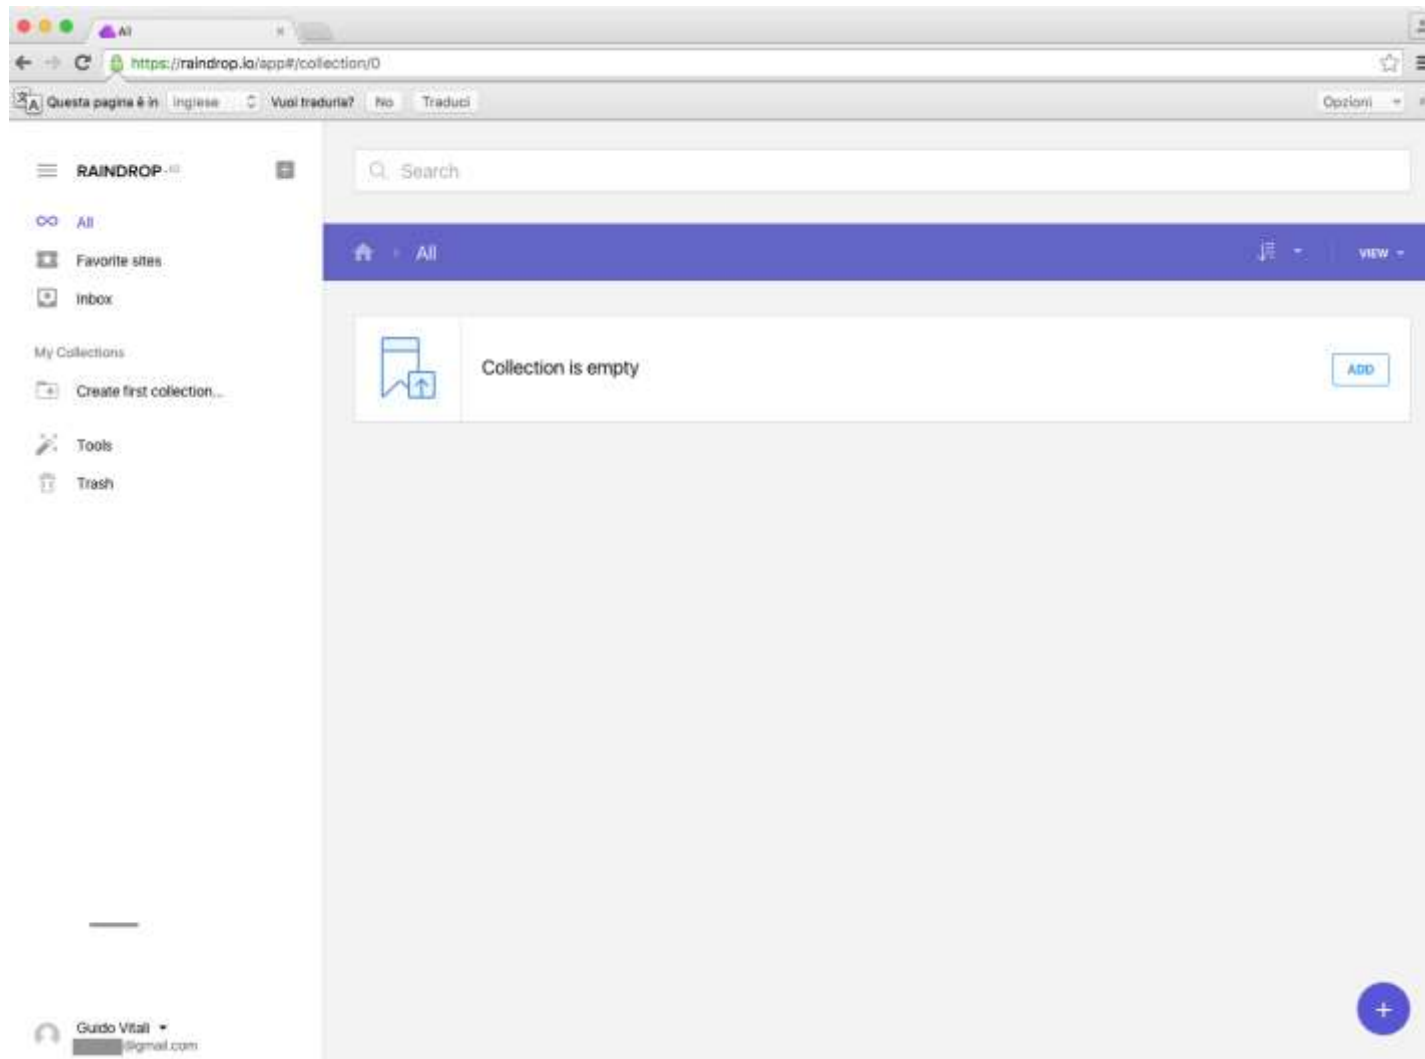 All
https://raindrop.io/app#/collection/0
Questa pagina è in inglese Vuoi tradurla? No Traduci Opzioni
RAINDROP.IO
Search
All
Favorite sites
Inbox
My Collections
Create first collection...
Tools
Trash
All
VIEW
Collection is empty
ADD
Guido Vitali
@gmail.com